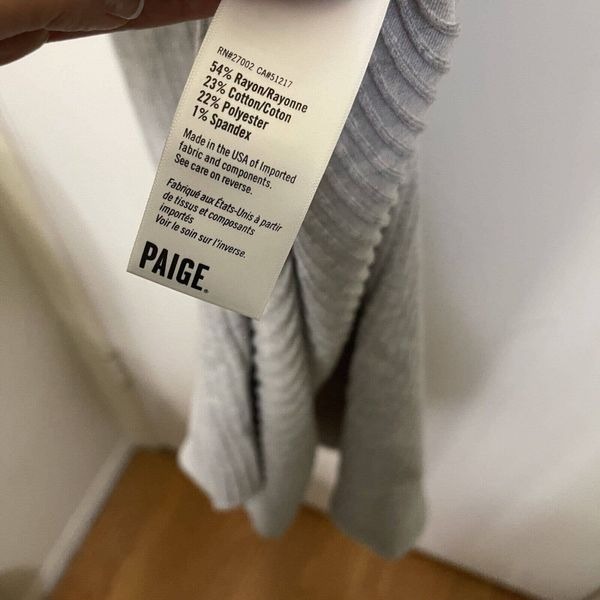 RN#27002 CA#51217
54% Rayon/Rayonne
23% Cotton/Coton
22% Polyester
1% Spandex
Made in the USA of Imported
fabric and components.
See care on reverse.
Fabriqué aux États-Unis à partir
de tissus et composants
importés
Voir le soin sur l'inverse.
PAIGE®